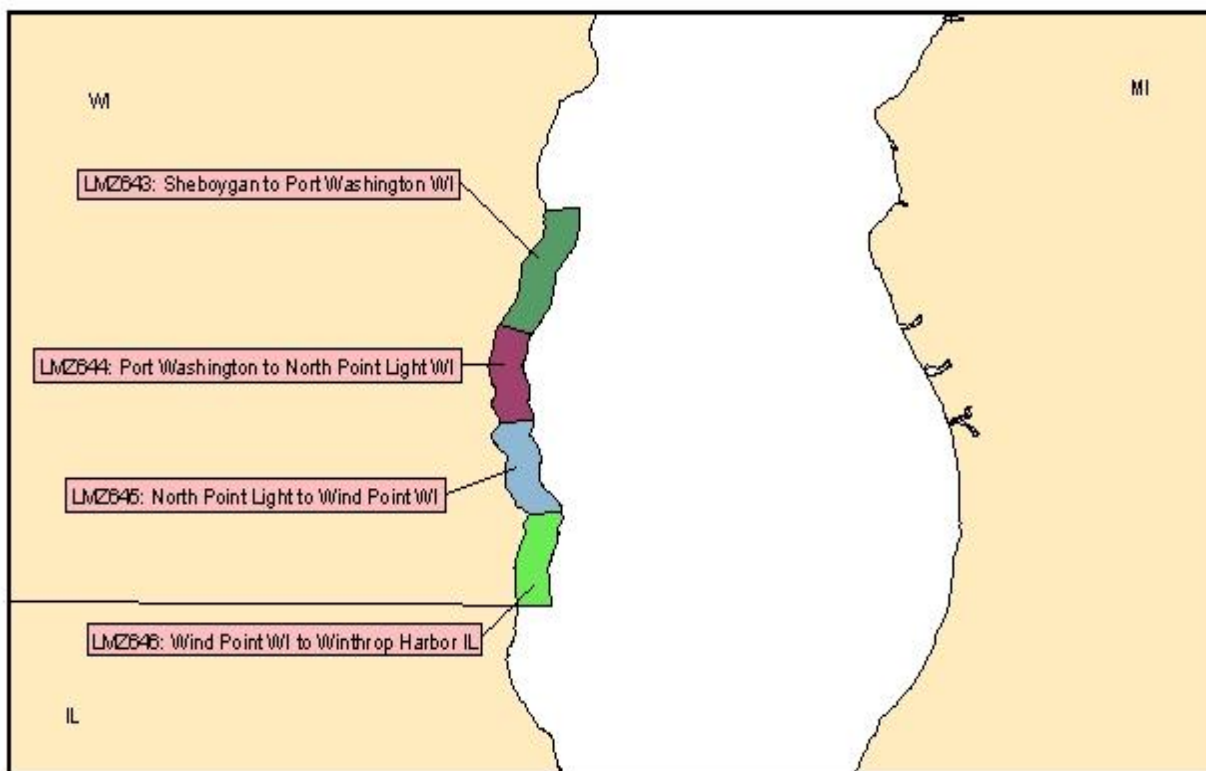 WI
MI
LMZ643: Sheboygan to Port Washington WI
LMZ644: Port Washington to North Point Light WI
LMZ645: North Point Light to Wind Point WI
LMZ646: Wind Point WI to Winthrop Harbor IL
IL